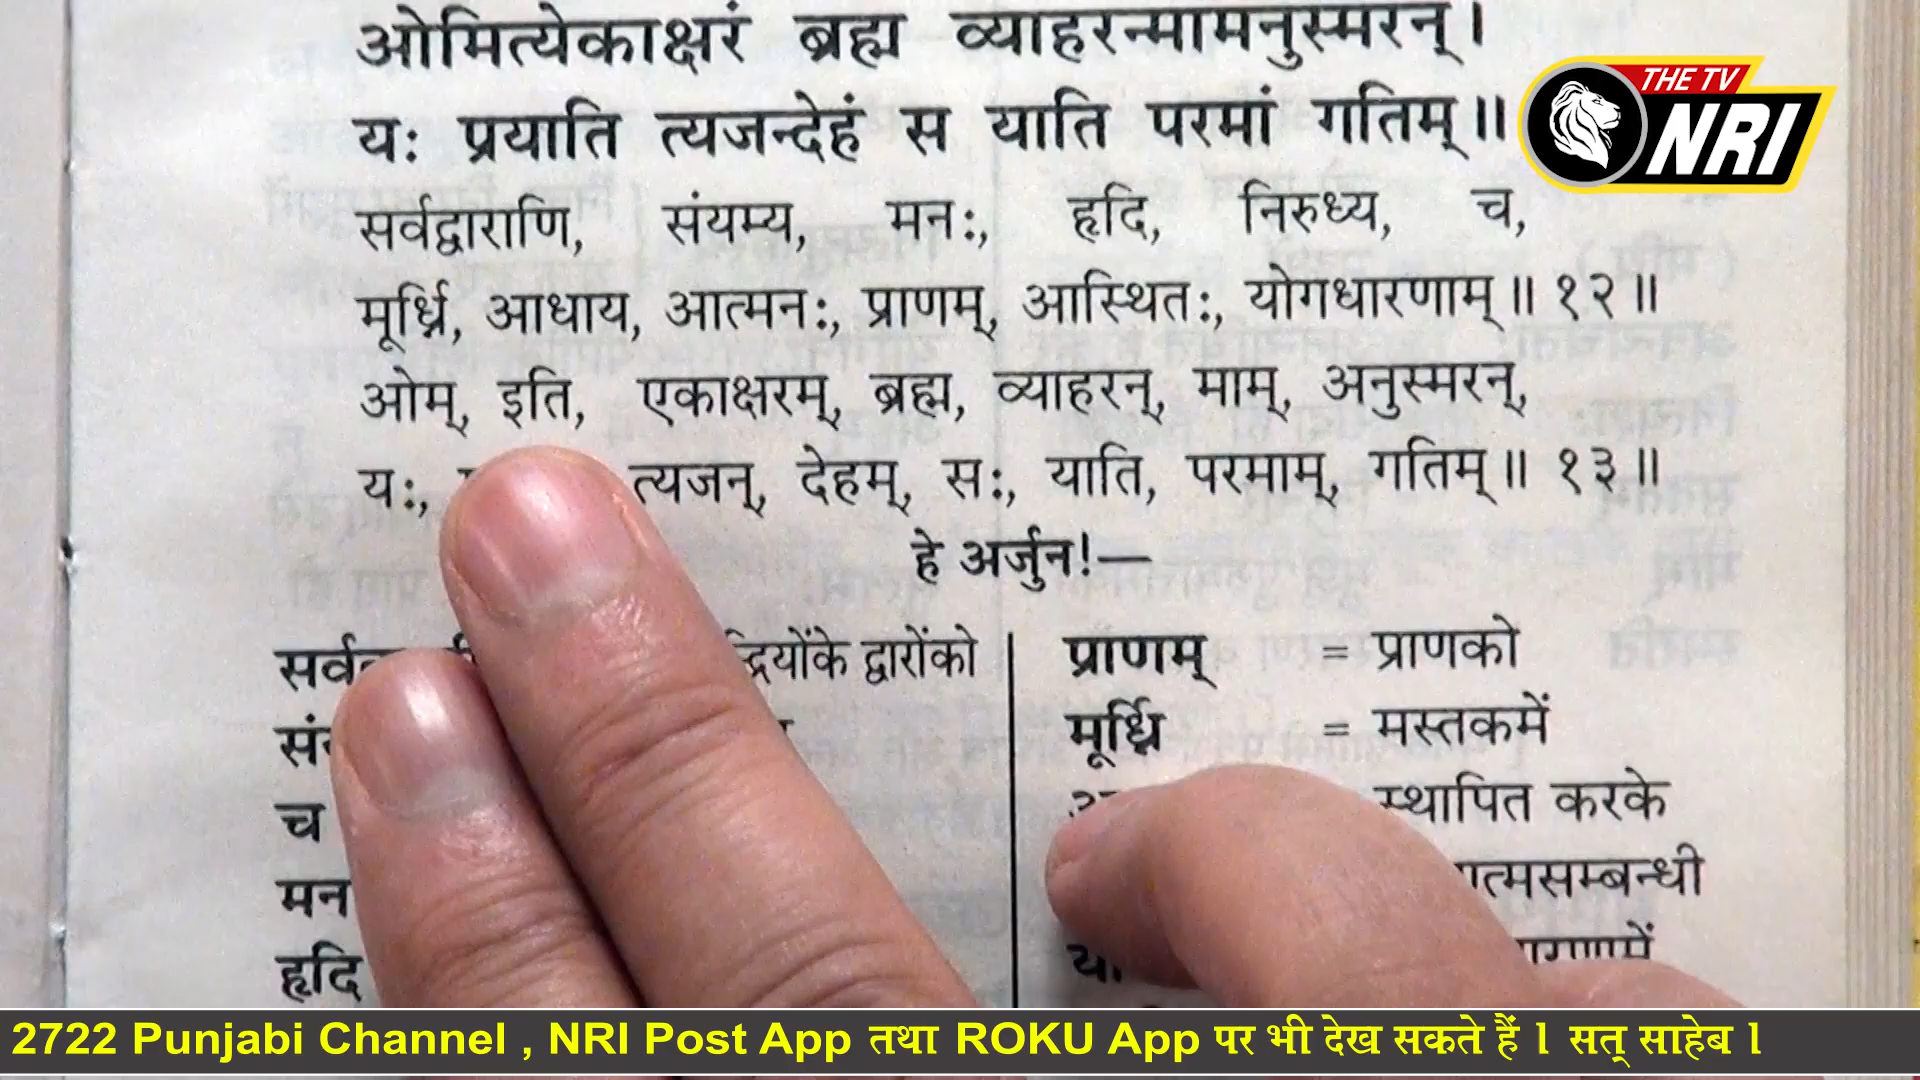 ओमित्येकाक्षरं ब्रह्म व्याहरन्मामनुस्मरन्।
यः प्रयाति त्यजन्देहं स याति परमां गतिम्॥
THE TV
NRI
सर्वद्वाराणि, संयम्य, मनः, हृदि, निरुध्य, च,
मूर्ध्नि, आधाय, आत्मनः, प्राणम्, आस्थितः, योगधारणाम्॥ १२॥
ओम्, इति, एकाक्षरम्, ब्रह्म, व्याहरन्, माम्, अनुस्मरन्,
यः, त्यजन्, देहम्, सः, याति, परमाम्, गतिम्॥ १३॥
हे अर्जुन!—
द्वारोंको
च
मन
हृदि
प्राणम् = प्राणको
मूर्ध्नि = मस्तकमें
स्थापित करके
2722 Punjabi Channel , NRI Post App तथा ROKU App पर भी देख सकते हैं l सत् साहेब l